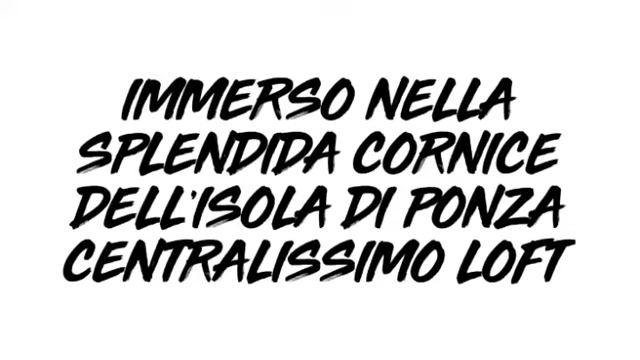 IMMERSO NELLA
SPLENDIDA CORNICE
DELL'ISOLA DI PONZA
CENTRALISSIMO LOFT